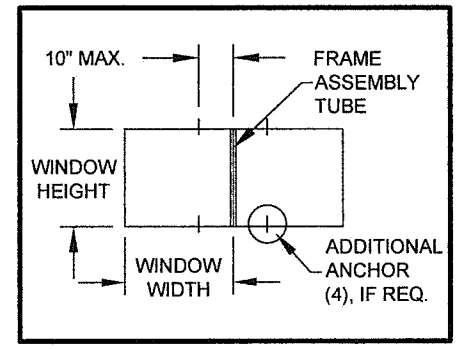 10" MAX.
FRAME
ASSEMBLY
TUBE
WINDOW
HEIGHT
WINDOW
WIDTH
ADDITIONAL
ANCHOR
(4), IF REQ.